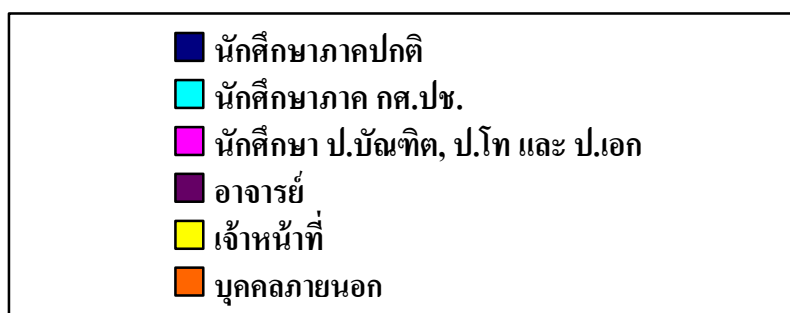 นักศึกษาภาคปกติ
นักศึกษาภาค กศ.ปช.
นักศึกษา ป.บัณฑิต, ป.โท และ ป.เอก
อาจารย์
เจ้าหน้าที่
บุคคลภายนอก